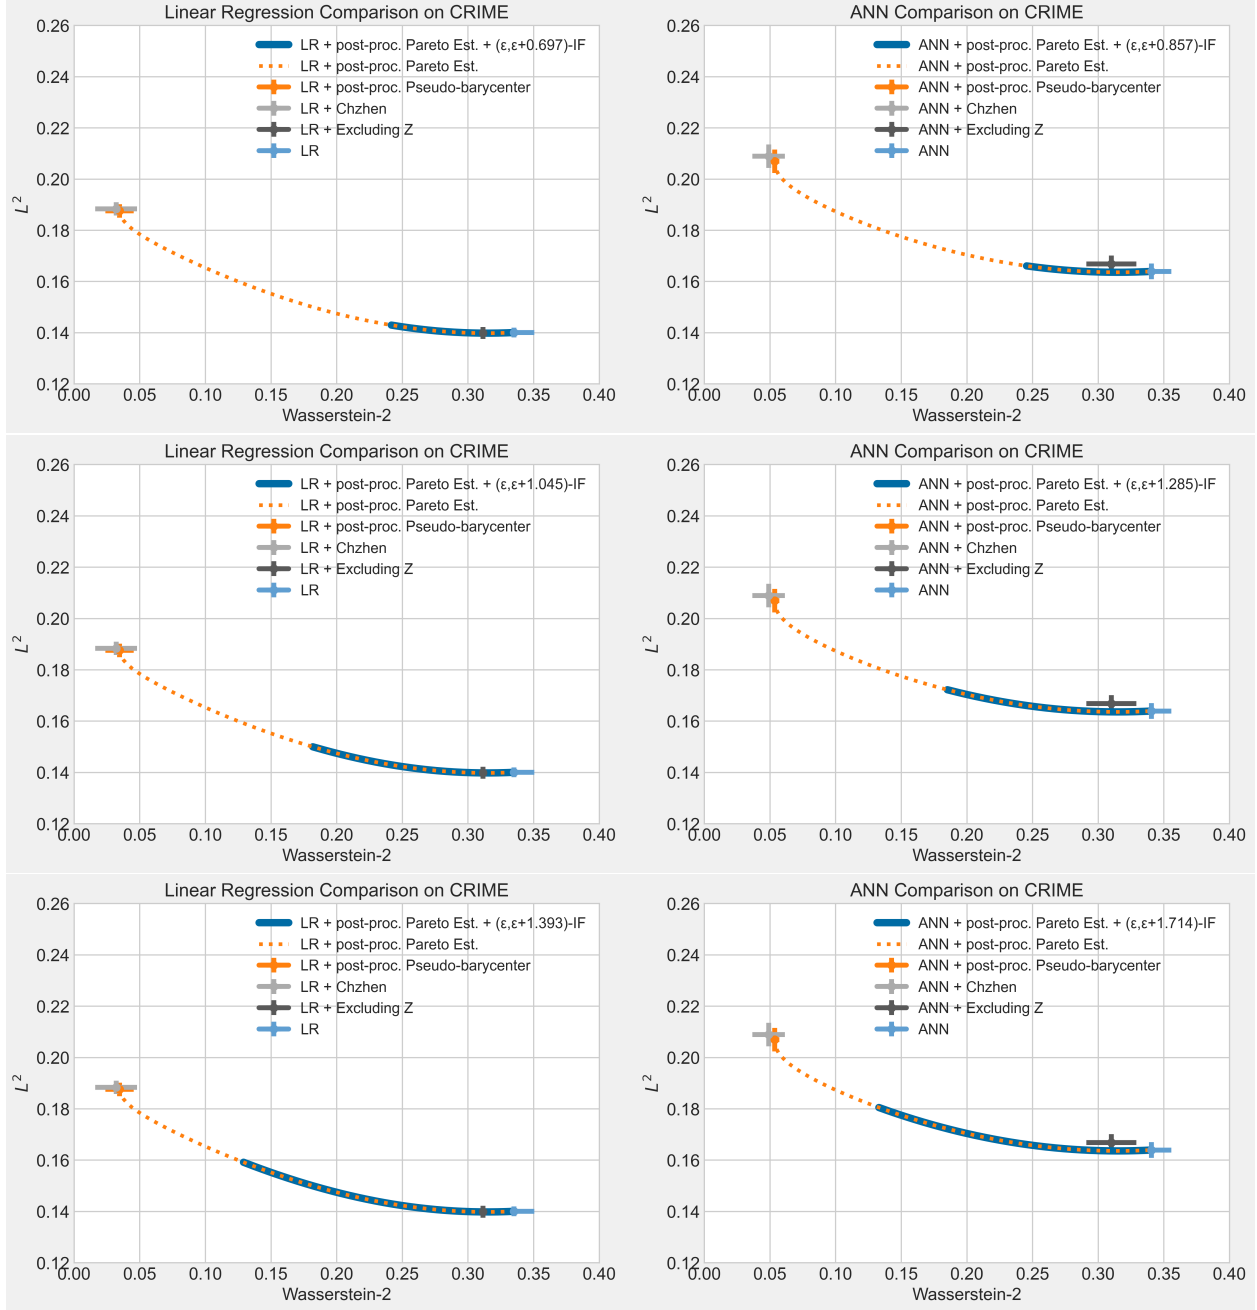 Linear Regression Comparison on CRIME
0.26
0.24
0.22
0.20
0.18
0.16
0.14
0.12
L²
LR + post-proc. Pareto Est. + (ε,ε+0.697)-IF
LR + post-proc. Pareto Est.
LR + post-proc. Pseudo-barycenter
LR + Chzhen
LR + Excluding Z
LR
0.00 0.05 0.10 0.15 0.20 0.25 0.30 0.35 0.40
Wasserstein-2
ANN Comparison on CRIME
0.26
0.24
0.22
0.20
0.18
0.16
0.14
0.12
L²
ANN + post-proc. Pareto Est. + (ε,ε+0.857)-IF
ANN + post-proc. Pareto Est.
ANN + post-proc. Pseudo-barycenter
ANN + Chzhen
ANN + Excluding Z
ANN
0.00 0.05 0.10 0.15 0.20 0.25 0.30 0.35 0.40
Wasserstein-2
Linear Regression Comparison on CRIME
0.26
0.24
0.22
0.20
0.18
0.16
0.14
0.12
L²
LR + post-proc. Pareto Est. + (ε,ε+1.045)-IF
LR + post-proc. Pareto Est.
LR + post-proc. Pseudo-barycenter
LR + Chzhen
LR + Excluding Z
LR
0.00 0.05 0.10 0.15 0.20 0.25 0.30 0.35 0.40
Wasserstein-2
ANN Comparison on CRIME
0.26
0.24
0.22
0.20
0.18
0.16
0.14
0.12
L²
ANN + post-proc. Pareto Est. + (ε,ε+1.285)-IF
ANN + post-proc. Pareto Est.
ANN + post-proc. Pseudo-barycenter
ANN + Chzhen
ANN + Excluding Z
ANN
0.00 0.05 0.10 0.15 0.20 0.25 0.30 0.35 0.40
Wasserstein-2
Linear Regression Comparison on CRIME
0.26
0.24
0.22
0.20
0.18
0.16
0.14
0.12
L²
LR + post-proc. Pareto Est. + (ε,ε+1.393)-IF
LR + post-proc. Pareto Est.
LR + post-proc. Pseudo-barycenter
LR + Chzhen
LR + Excluding Z
LR
0.00 0.05 0.10 0.15 0.20 0.25 0.30 0.35 0.40
Wasserstein-2
ANN Comparison on CRIME
0.26
0.24
0.22
0.20
0.18
0.16
0.14
0.12
L²
ANN + post-proc. Pareto Est. + (ε,ε+1.714)-IF
ANN + post-proc. Pareto Est.
ANN + post-proc. Pseudo-barycenter
ANN + Chzhen
ANN + Excluding Z
ANN
0.00 0.05 0.10 0.15 0.20 0.25 0.30 0.35 0.40
Wasserstein-2